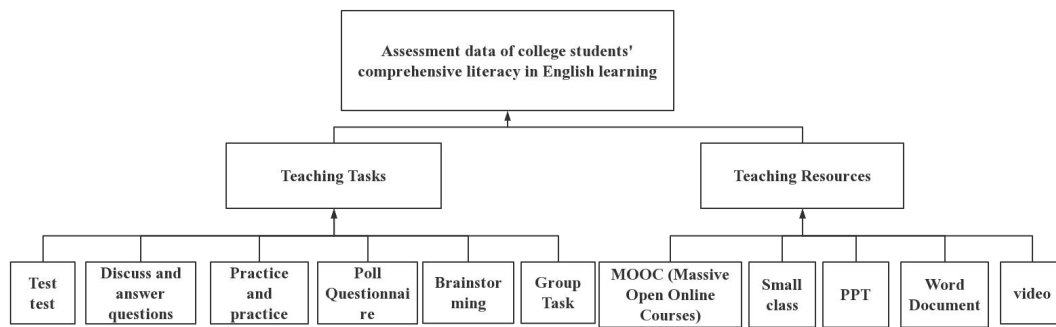 Assessment data of college students'
comprehensive literacy in English learning
Teaching Tasks
Teaching Resources
Test
test
Discuss and
answer
questions
Practice
and
practice
Poll
Questionnai
re
Brainstor
ming
Group
Task
MOOC (Massive
Open Online
Courses)
Small
class
PPT
Word
Document
video